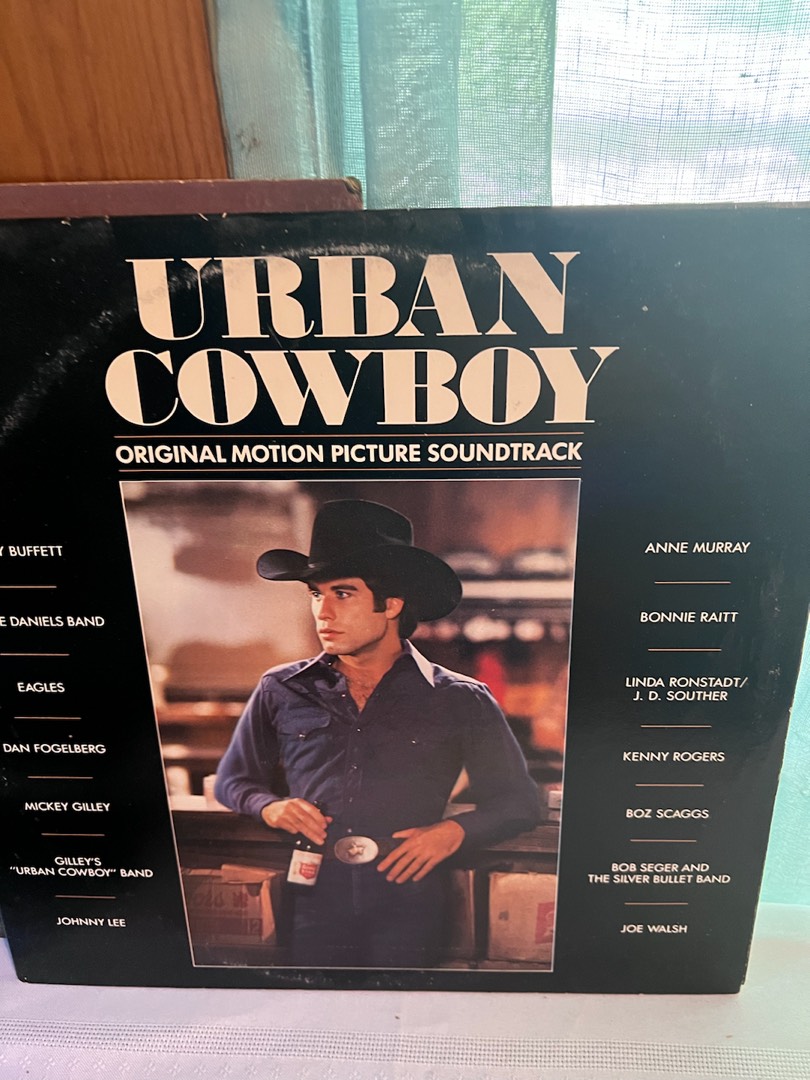 URBAN
COWBOY
ORIGINAL MOTION PICTURE SOUNDTRACK
Y BUFFETT
E DANIELS BAND
EAGLES
DAN FOGELBERG
MICKEY GILLEY
GILLEY'S
"URBAN COWBOY" BAND
JOHNNY LEE
ANNE MURRAY
BONNIE RAITT
LINDA RONSTADT/
J. D. SOUTHER
KENNY ROGERS
BOZ SCAGGS
BOB SEGER AND
THE SILVER BULLET BAND
JOE WALSH